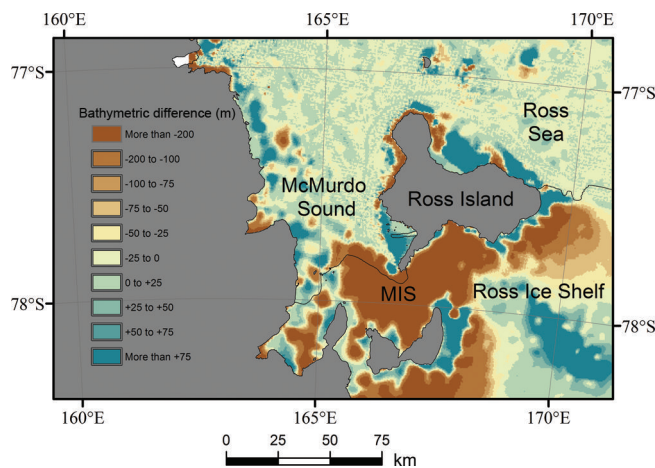 160°E 165°E 170°E
77°S
77°S
Bathymetric difference (m)
More than -200
-200 to -100
-100 to -75
-75 to -50
-50 to -25
-25 to 0
0 to +25
+25 to +50
+50 to +75
More than +75
Ross
Sea
McMurdo
Sound
Ross Island
MIS
Ross Ice Shelf
78°S
78°S
160°E 165°E 170°E
0 25 50 75
km